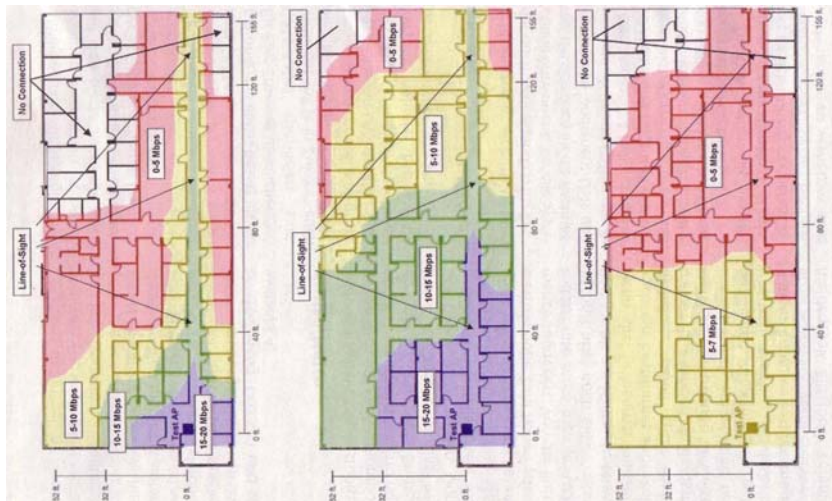 No Connection
Line-of-Sight
0-5 Mbps
5-10 Mbps
10-15 Mbps
15-20 Mbps
Test AP
0 ft.
40 ft.
80 ft.
120 ft.
155 ft.
52 ft.
32 ft.
0 ft.
No Connection
Line-of-Sight
0-5 Mbps
5-10 Mbps
10-15 Mbps
15-20 Mbps
Test AP
0 ft.
40 ft.
80 ft.
120 ft.
155 ft.
52 ft.
32 ft.
0 ft.
No Connection
Line-of-Sight
0-5 Mbps
5-7 Mbps
Test AP
0 ft.
40 ft.
80 ft.
120 ft.
155 ft.
52 ft.
32 ft.
0 ft.